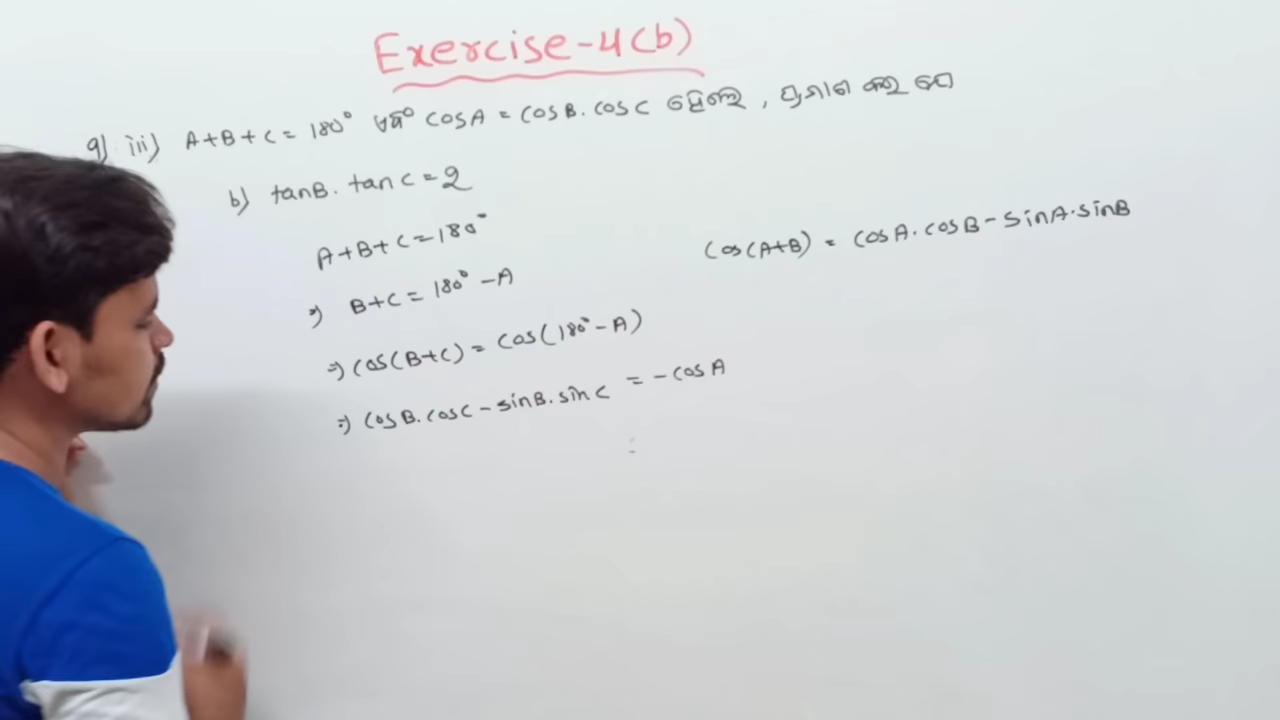 Exercise-4(b)
9) iii) A+B+C = 180° ଏବଂ cosA = cosB.cosC ହେଲେ, ପ୍ରମାଣ କର ଯେ
b) tanB. tanC = 2
A+B+C=180°
⇒ B+C = 180° -A
cos(A+B) = cosA.cosB-sinA.sinB
⇒ cos(B+C) = cos(180°-A)
⇒ cosB.cosC-sinB.sinC = -cosA